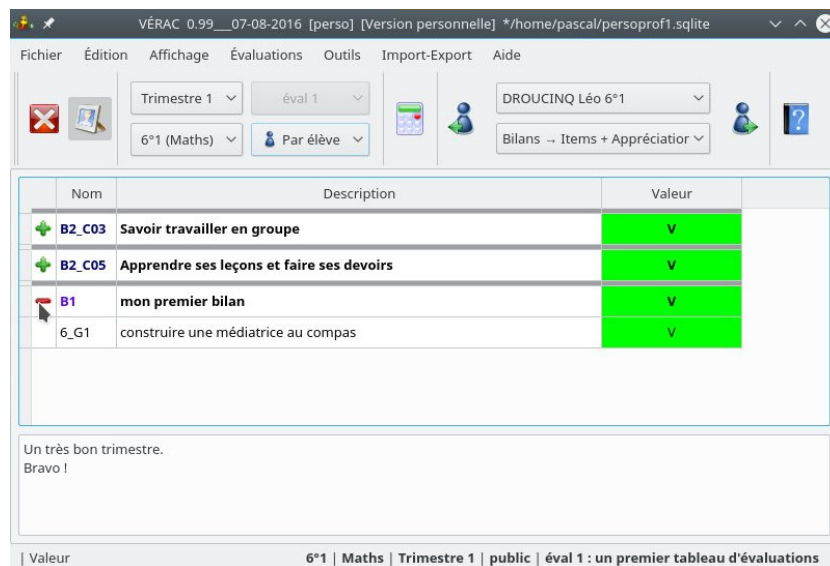 VÉRAC 0.99__07-08-2016 [perso] [Version personnelle] */home/pascal/persoprof1.sqlite
Fichier Édition Affichage Évaluations Outils Import-Export Aide
Trimestre 1 éval 1 DROUCINQ Léo 6°1
6°1 (Maths) Par élève Bilans → Items + Appréciation
Nom Description Valeur
B2_C03 Savoir travailler en groupe V
B2_C05 Apprendre ses leçons et faire ses devoirs V
B1 mon premier bilan V
6_G1 construire une médiatrice au compas V
Un très bon trimestre.
Bravo !
| Valeur 6°1 | Maths | Trimestre 1 | public | éval 1 : un premier tableau d'évaluations